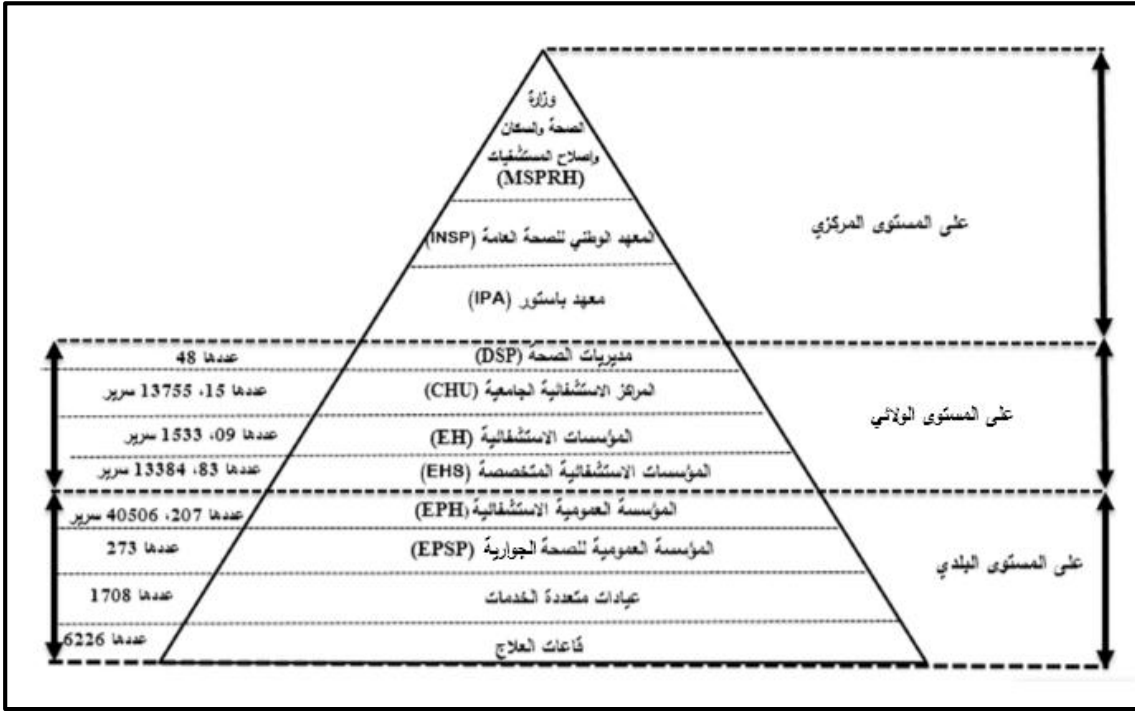 وزارة
الصحة والسكان
وإصلاح المستشفيات
(MSPRH)
المعهد الوطني للصحة العامة (INSP)
على المستوى المركزي
معهد باستور (IPA)
مديريات الصحة (DSP)
عددها 48
المراكز الاستشفائية الجامعية (CHU)
عددها 15، 13755 سرير
على المستوى الولائي
المؤسسات الاستشفائية (EH)
عددها 09، 1533 سرير
المؤسسات الاستشفائية المتخصصة (EHS)
عددها 83، 13384 سرير
المؤسسة العمومية الاستشفائية (EPH)
عددها 207، 40506 سرير
المؤسسة العمومية للصحة الجوارية (EPSP)
عددها 273
على المستوى البلدي
عيادات متعددة الخدمات
عددها 1708
قاعات العلاج
عددها 6226